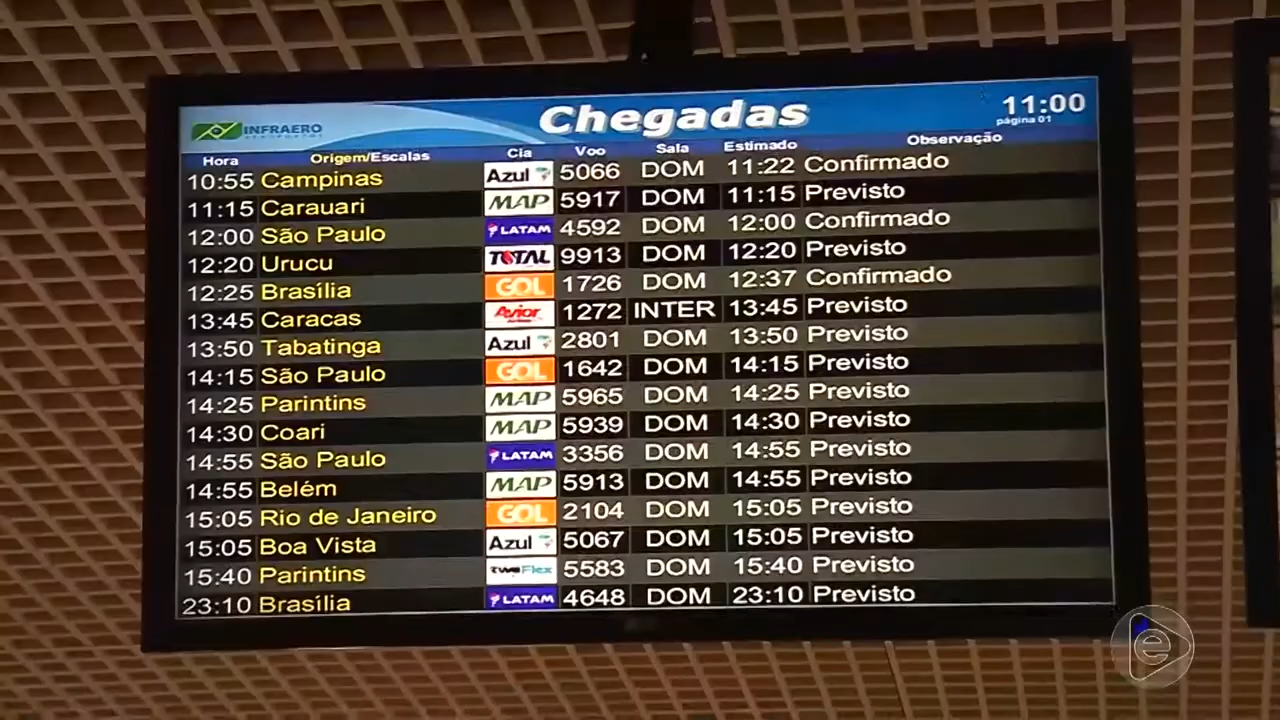 INFRAERO
AEROPORTOS
Chegadas
11:00
página 01
Hora Origem/Escalas Cia Voo Sala Estimado Observação
10:55 Campinas Azul 5066 DOM 11:22 Confirmado
11:15 Carauari MAP 5917 DOM 11:15 Previsto
12:00 São Paulo LATAM 4592 DOM 12:00 Confirmado
12:20 Urucu TOTAL 9913 DOM 12:20 Previsto
12:25 Brasília GOL 1726 DOM 12:37 Confirmado
13:45 Caracas Avior 1272 INTER 13:45 Previsto
13:50 Tabatinga Azul 2801 DOM 13:50 Previsto
14:15 São Paulo GOL 1642 DOM 14:15 Previsto
14:25 Parintins MAP 5965 DOM 14:25 Previsto
14:30 Coari MAP 5939 DOM 14:30 Previsto
14:55 São Paulo LATAM 3356 DOM 14:55 Previsto
14:55 Belém MAP 5913 DOM 14:55 Previsto
15:05 Rio de Janeiro GOL 2104 DOM 15:05 Previsto
15:05 Boa Vista Azul 5067 DOM 15:05 Previsto
15:40 Parintins twoFlex 5583 DOM 15:40 Previsto
23:10 Brasília LATAM 4648 DOM 23:10 Previsto
e